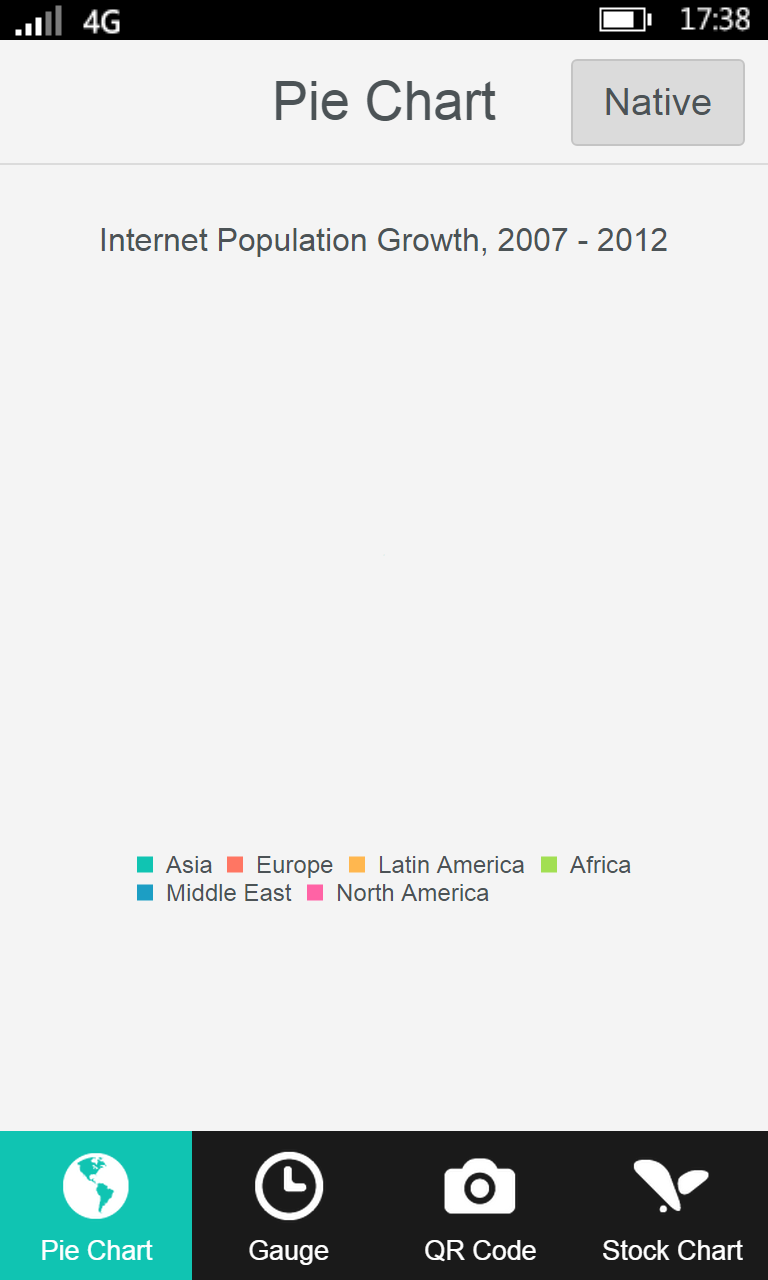 4G 17:38
Pie Chart Native
Internet Population Growth, 2007 - 2012
Asia Europe Latin America Africa
Middle East North America
Pie Chart Gauge QR Code Stock Chart